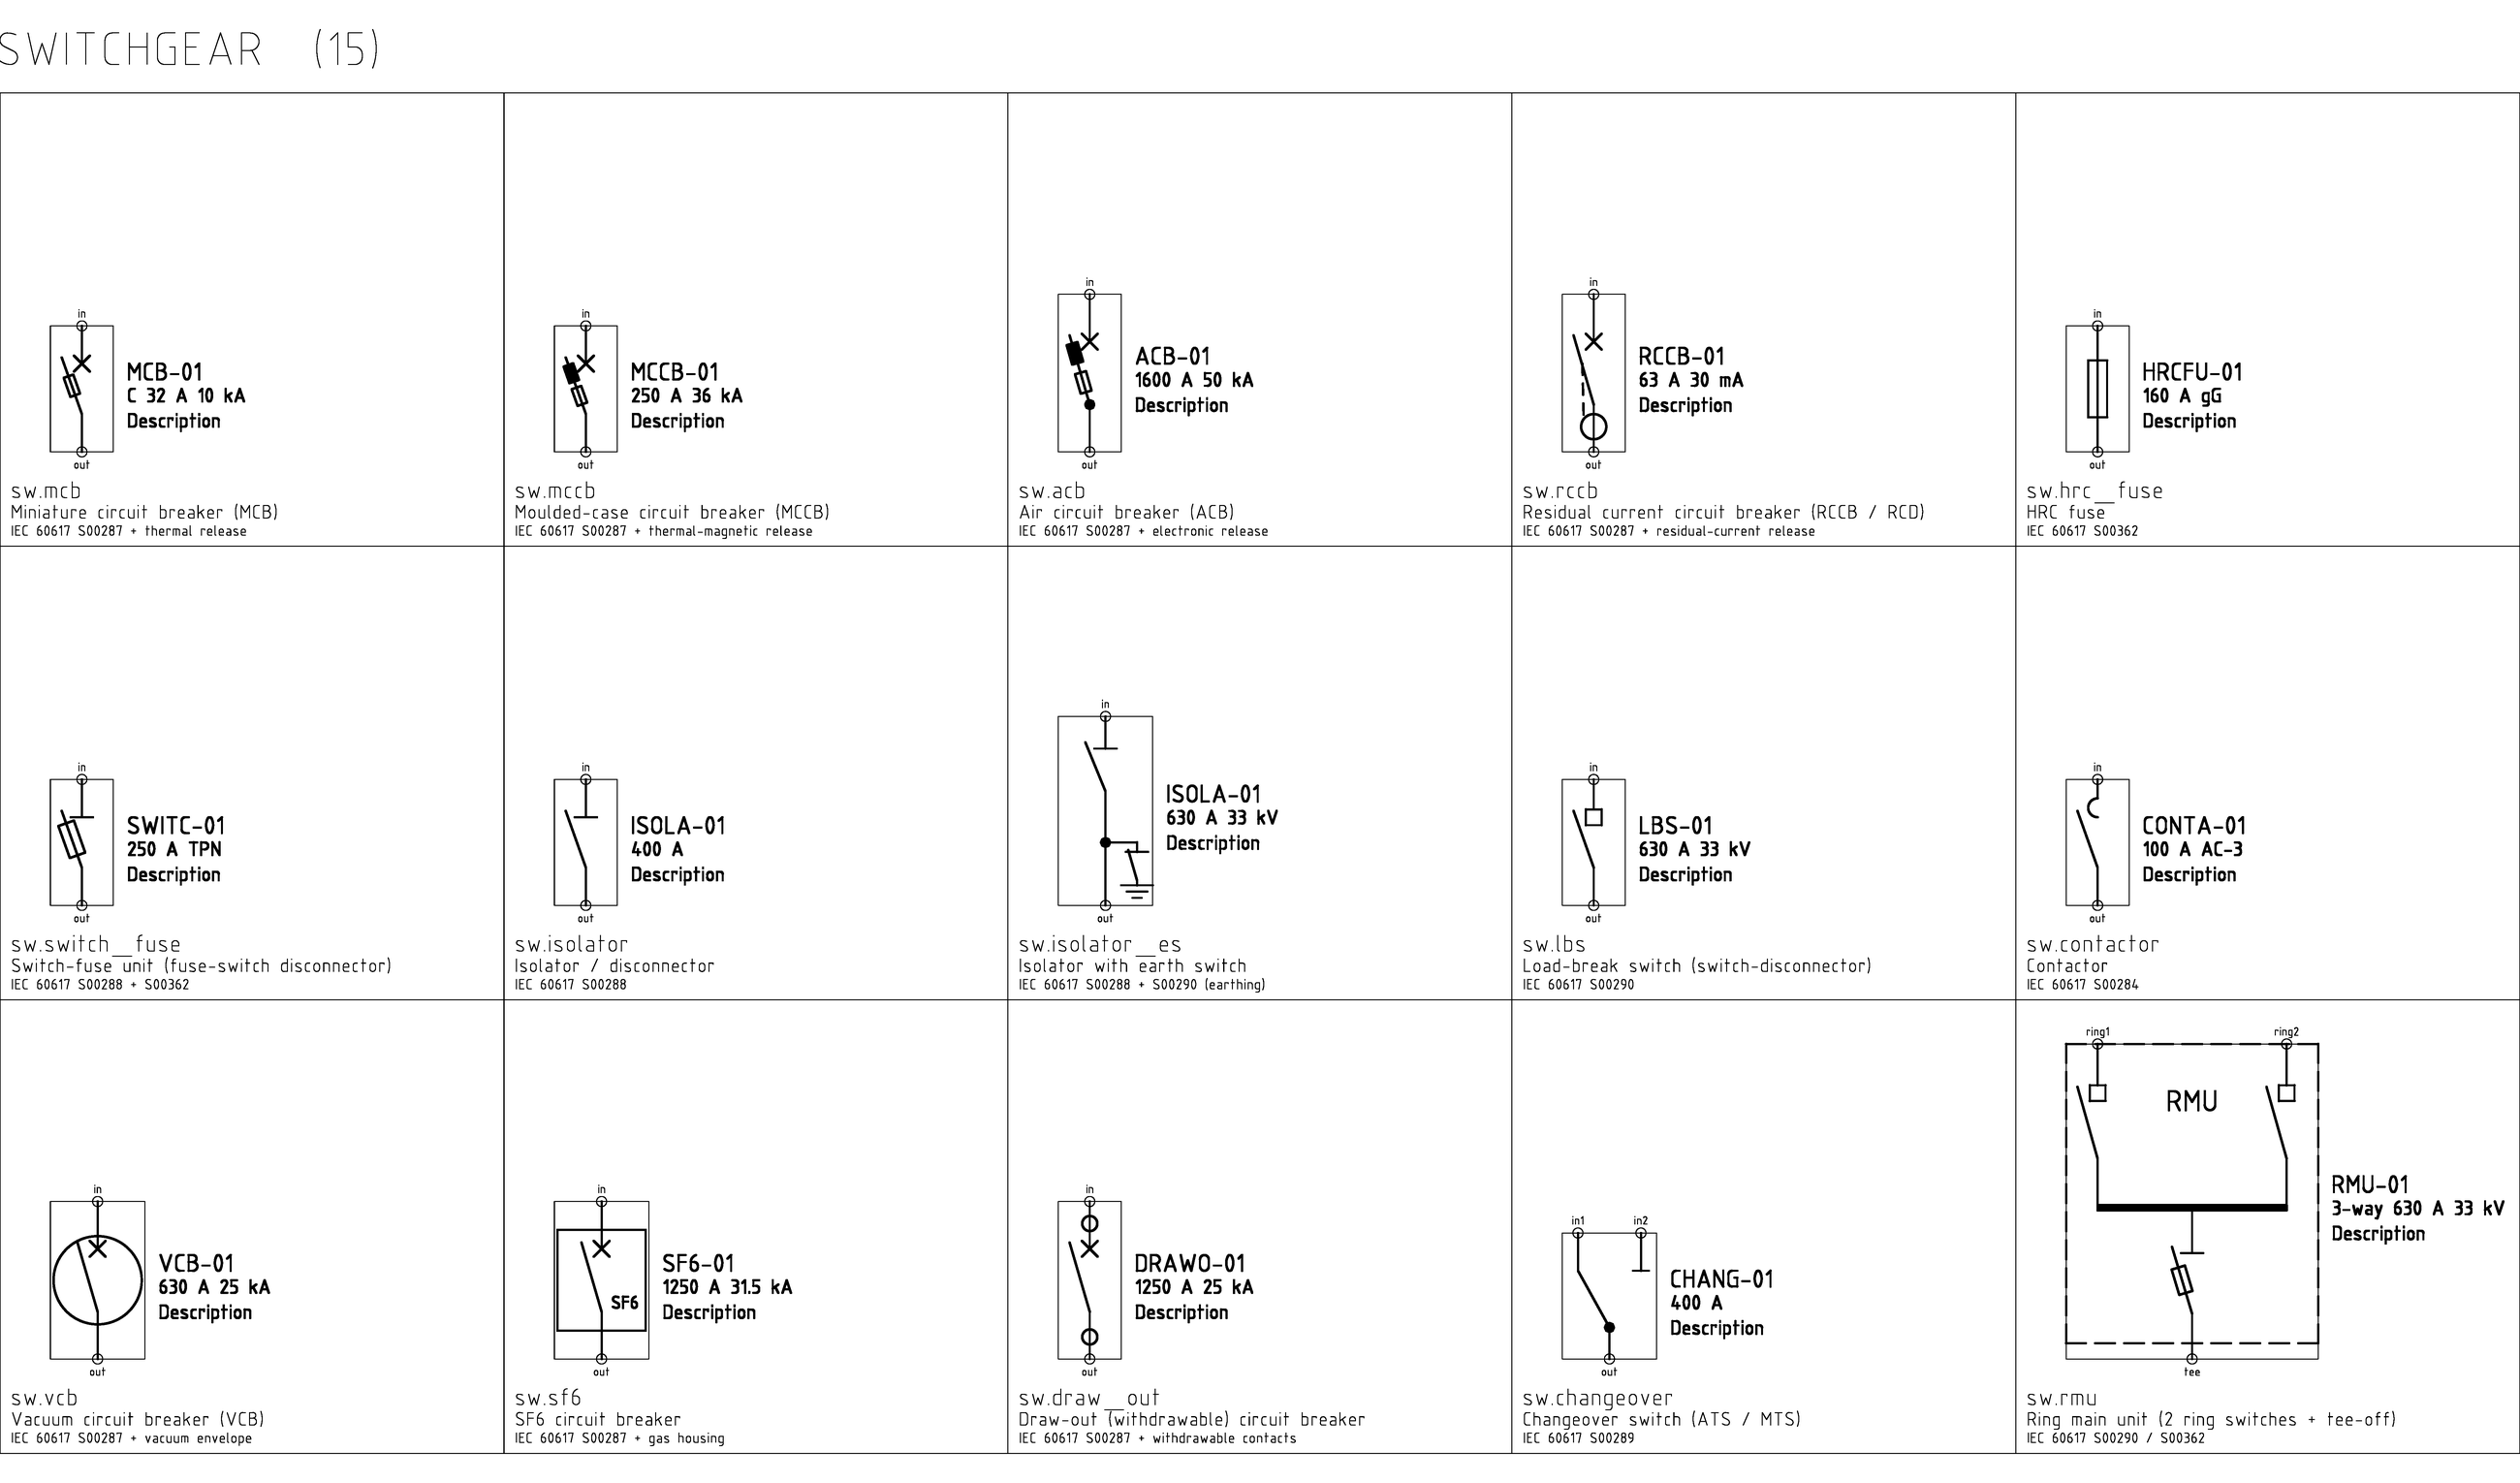 SWITCHGEAR (15)
in
MCB-01
C 32 A 10 kA
Description
out
sw.mcb
Miniature circuit breaker (MCB)
IEC 60617 S00287 + thermal release
in
MCCB-01
250 A 36 kA
Description
out
sw.mccb
Moulded-case circuit breaker (MCCB)
IEC 60617 S00287 + thermal-magnetic release
in
ACB-01
1600 A 50 kA
Description
out
sw.acb
Air circuit breaker (ACB)
IEC 60617 S00287 + electronic release
in
RCCB-01
63 A 30 mA
Description
out
sw.rccb
Residual current circuit breaker (RCCB / RCD)
IEC 60617 S00287 + residual-current release
in
HRCFU-01
160 A gG
Description
out
sw.hrc_fuse
HRC fuse
IEC 60617 S00362
in
SWITC-01
250 A TPN
Description
out
sw.switch_fuse
Switch-fuse unit (fuse-switch disconnector)
IEC 60617 S00288 + S00362
in
ISOLA-01
400 A
Description
out
sw.isolator
Isolator / disconnector
IEC 60617 S00288
in
ISOLA-01
630 A 33 kV
Description
out
sw.isolator_es
Isolator with earth switch
IEC 60617 S00288 + S00290 (earthing)
in
LBS-01
630 A 33 kV
Description
out
sw.lbs
Load-break switch (switch-disconnector)
IEC 60617 S00290
in
CONTA-01
100 A AC-3
Description
out
sw.contactor
Contactor
IEC 60617 S00284
in
VCB-01
630 A 25 kA
Description
out
sw.vcb
Vacuum circuit breaker (VCB)
IEC 60617 S00287 + vacuum envelope
in
SF6-01
1250 A 31.5 kA
SF6
Description
out
sw.sf6
SF6 circuit breaker
IEC 60617 S00287 + gas housing
in
DRAWO-01
1250 A 25 kA
Description
out
sw.draw_out
Draw-out (withdrawable) circuit breaker
IEC 60617 S00287 + withdrawable contacts
in1 in2
CHANG-01
400 A
Description
out
sw.changeover
Changeover switch (ATS / MTS)
IEC 60617 S00289
ring1 ring2
RMU
RMU-01
3-way 630 A 33 kV
Description
tee
sw.rmu
Ring main unit (2 ring switches + tee-off)
IEC 60617 S00290 / S00362